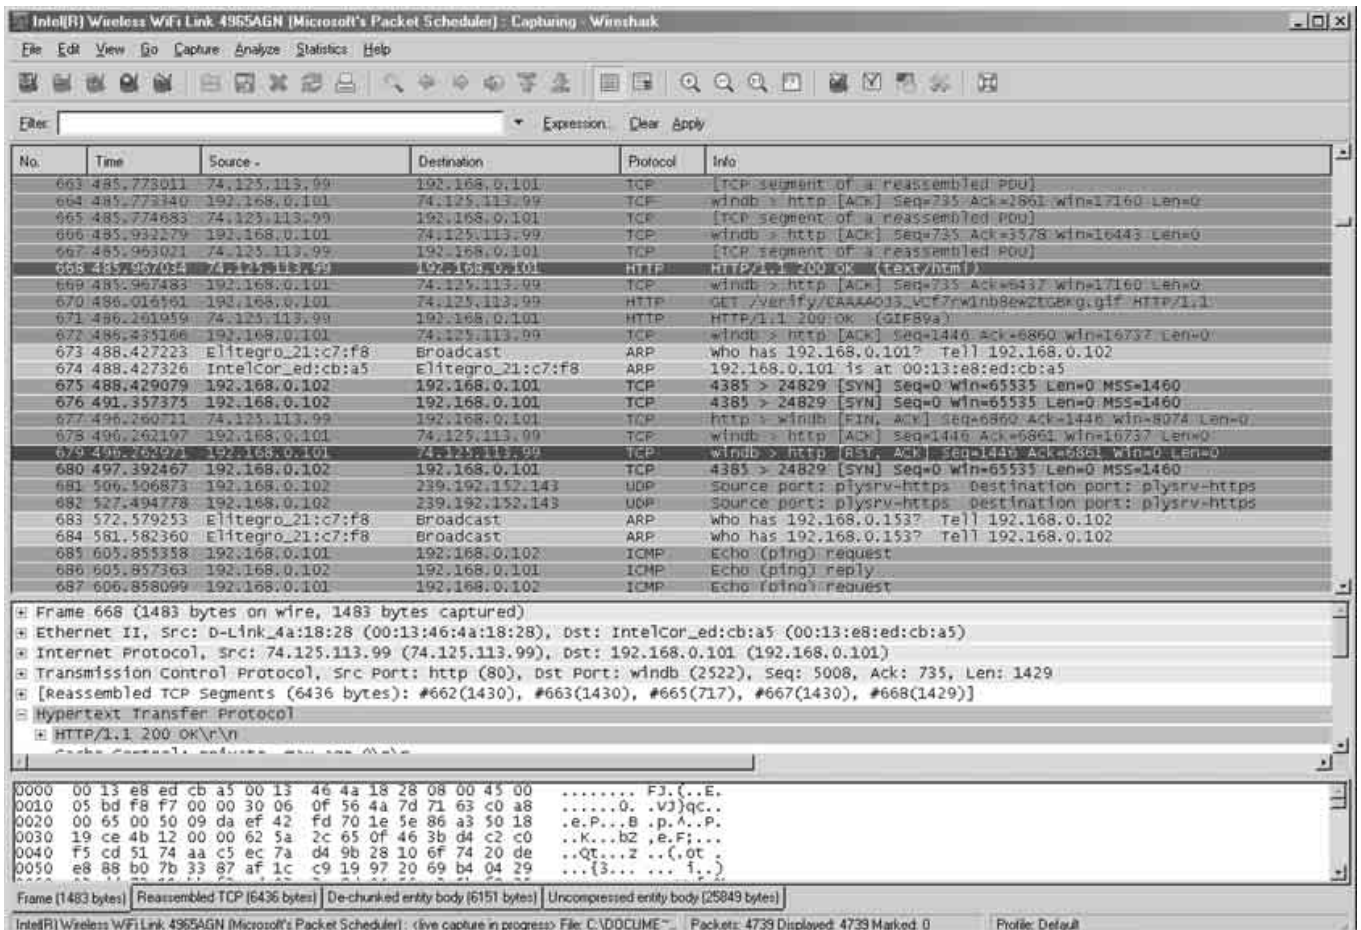 Intel(R) Wireless WiFi Link 4965AGN (Microsoft's Packet Scheduler) : Capturing - Wireshark
File Edit View Go Capture Analyze Statistics Help
Filter: Expression... Clear Apply
No. Time Source - Destination Protocol Info
663 485.773011 74.125.113.99 192.168.0.101 TCP [TCP segment of a reassembled PDU]
664 485.773340 192.168.0.101 74.125.113.99 TCP windb > http [ACK] Seq=735 Ack=2861 Win=17160 Len=0
665 485.774683 74.125.113.99 192.168.0.101 TCP [TCP segment of a reassembled PDU]
666 485.932279 192.168.0.101 74.125.113.99 TCP windb > http [ACK] Seq=735 Ack=3578 Win=16443 Len=0
667 485.963021 74.125.113.99 192.168.0.101 TCP [TCP segment of a reassembled PDU]
668 485.967034 74.125.113.99 192.168.0.101 HTTP HTTP/1.1 200 OK (text/html)
669 485.967483 192.168.0.101 74.125.113.99 TCP windb > http [ACK] Seq=735 Ack=6437 Win=17160 Len=0
670 486.016561 192.168.0.101 74.125.113.99 HTTP GET HTTP/1.1
671 486.261959 74.125.113.99 192.168.0.101 HTTP HTTP/1.1 200 OK (GIF89a)
672 486.435166 192.168.0.101 74.125.113.99 TCP windb > http [ACK] Seq=1446 Ack=6860 Win=16737 Len=0
673 488.427223 Elitegro_21:c7:f8 Broadcast ARP Who has 192.168.0.101? Tell 192.168.0.102
674 488.427326 IntelCor_ed:cb:a5 Elitegro_21:c7:f8 ARP 192.168.0.101 is at 00:13:e8:ed:cb:a5
675 488.429079 192.168.0.102 192.168.0.101 TCP 4385 > 24829 [SYN] Seq=0 Win=65535 Len=0 MSS=1460
676 491.357375 192.168.0.102 192.168.0.101 TCP 4385 > 24829 [SYN] Seq=0 Win=65535 Len=0 MSS=1460
677 496.260711 74.125.113.99 192.168.0.101 TCP http > windb [FIN, ACK] Seq=6860 Ack=1446 Win=8074 Len=0
678 496.262197 192.168.0.101 74.125.113.99 TCP windb > http [ACK] Seq=1446 Ack=6861 Win=16737 Len=0
679 496.262971 192.168.0.101 74.125.113.99 TCP windb > http [RST, ACK] Seq=1446 Ack=6861 Win=0 Len=0
680 497.392467 192.168.0.102 192.168.0.101 TCP 4385 > 24829 [SYN] Seq=0 Win=65535 Len=0 MSS=1460
681 506.506873 192.168.0.102 239.192.152.143 UDP Source port: plysrv-https Destination port: plysrv-https
682 527.494778 192.168.0.102 239.192.152.143 UDP Source port: plysrv-https Destination port: plysrv-https
683 572.579253 Elitegro_21:c7:f8 Broadcast ARP Who has 192.168.0.153? Tell 192.168.0.102
684 581.582360 Elitegro_21:c7:f8 Broadcast ARP Who has 192.168.0.153? Tell 192.168.0.102
685 605.855358 192.168.0.101 192.168.0.102 ICMP Echo (ping) request
686 605.857363 192.168.0.102 192.168.0.101 ICMP Echo (ping) reply
687 606.858099 192.168.0.101 192.168.0.102 ICMP Echo (ping) request
Frame 668 (1483 bytes on wire, 1483 bytes captured)
Ethernet II, Src: D-Link_4a:18:28 (00:13:46:4a:18:28), Dst: IntelCor_ed:cb:a5 (00:13:e8:ed:cb:a5)
Internet Protocol, Src: 74.125.113.99 (74.125.113.99), Dst: 192.168.0.101 (192.168.0.101)
Transmission Control Protocol, Src Port: http (80), Dst Port: windb (2522), Seq: 5008, Ack: 735, Len: 1429
[Reassembled TCP Segments (6436 bytes): #662(1430), #663(1430), #665(717), #667(1430), #668(1429)]
Hypertext Transfer Protocol
HTTP/1.1 200 OK\r\n
0000 00 13 e8 ed cb a5 00 13 46 4a 18 28 08 00 45 00 ........ FJ.(..E.
0010 05 bd f8 f7 00 00 30 06 0f 56 4a 7d 71 63 c0 a8 ......0. .VJ}qc..
0020 00 65 00 50 09 da ef 42 fd 70 1e 5e 86 a3 50 18 .e.P...B .p.^..P.
0030 19 ce 4b 12 00 00 62 5a 2c 65 0f 46 3b d4 c2 c0 ..K...bZ ,e.F;...
0040 f5 cd 51 74 aa c5 ec 7a d4 9b 28 10 6f 74 20 de ..Qt...z ..(.ot .
0050 e8 88 b0 7b 33 87 af 1c c9 19 97 20 69 b4 04 29 ...{3... ... i..)
Frame (1483 bytes) Reassembled TCP (6436 bytes) De-chunked entity body (6151 bytes) Uncompressed entity body (25849 bytes)
Intel(R) Wireless WiFi Link 4965AGN (Microsoft's Packet Scheduler) : <live capture in progress> File: C:\DOCUME~... Packets: 4739 Displayed: 4739 Marked: 0 Profile: Default